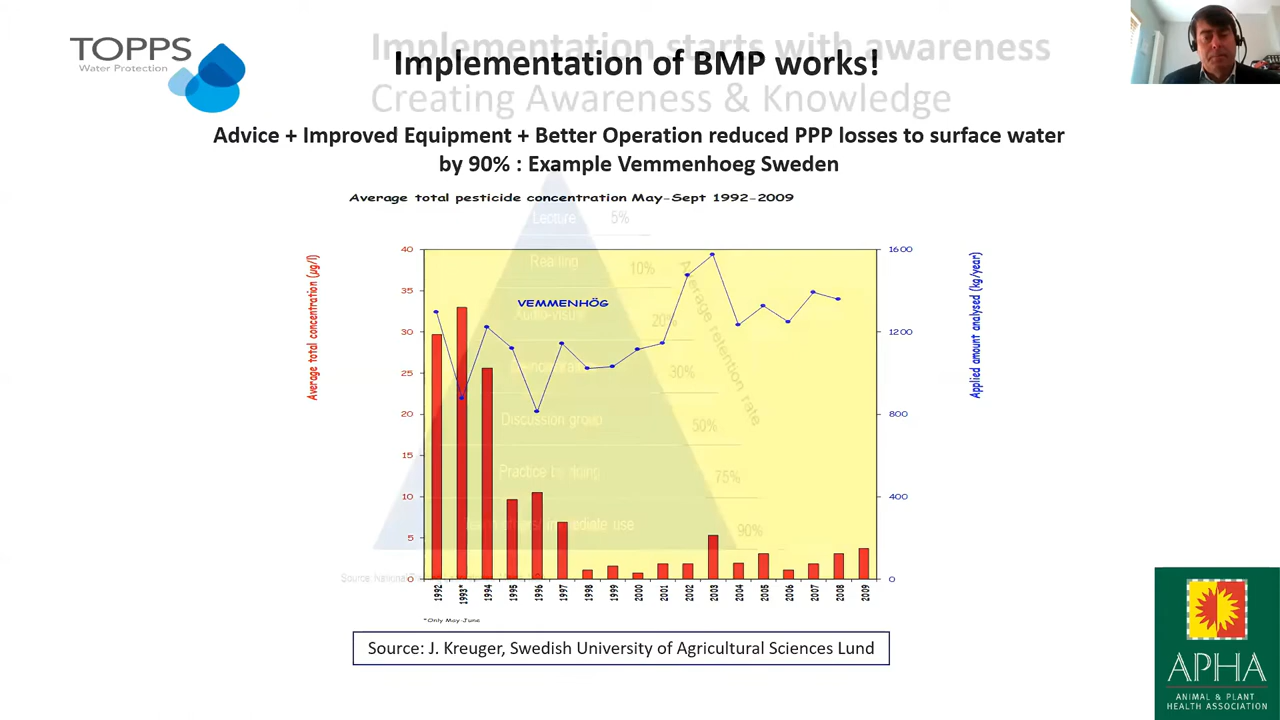 TOPPS
Water Protection
Implementation starts with awareness
Implementation of BMP works!
Creating Awareness & Knowledge
Advice + Improved Equipment + Better Operation reduced PPP losses to surface water
by 90% : Example Vemmenhoeg Sweden
Average total pesticide concentration May-Sept 1992-2009
Lecture 5%
Reading 10%
20%
30%
Discussion group 50%
Practice by doing 75%
immediate use 90%
Average retention rate
VEMMENHÖG
Average total concentration (µg/l)
40
35
30
25
20
15
10
5
0
Applied amount analysed (kg/year)
1600
1200
800
400
0
1992 1993* 1994 1995 1996 1997 1998 1999 2000 2001 2002 2003 2004 2005 2006 2007 2008 2009
Source: National
*Only May-June
Source: J. Kreuger, Swedish University of Agricultural Sciences Lund
APHA
ANIMAL & PLANT
HEALTH ASSOCIATION